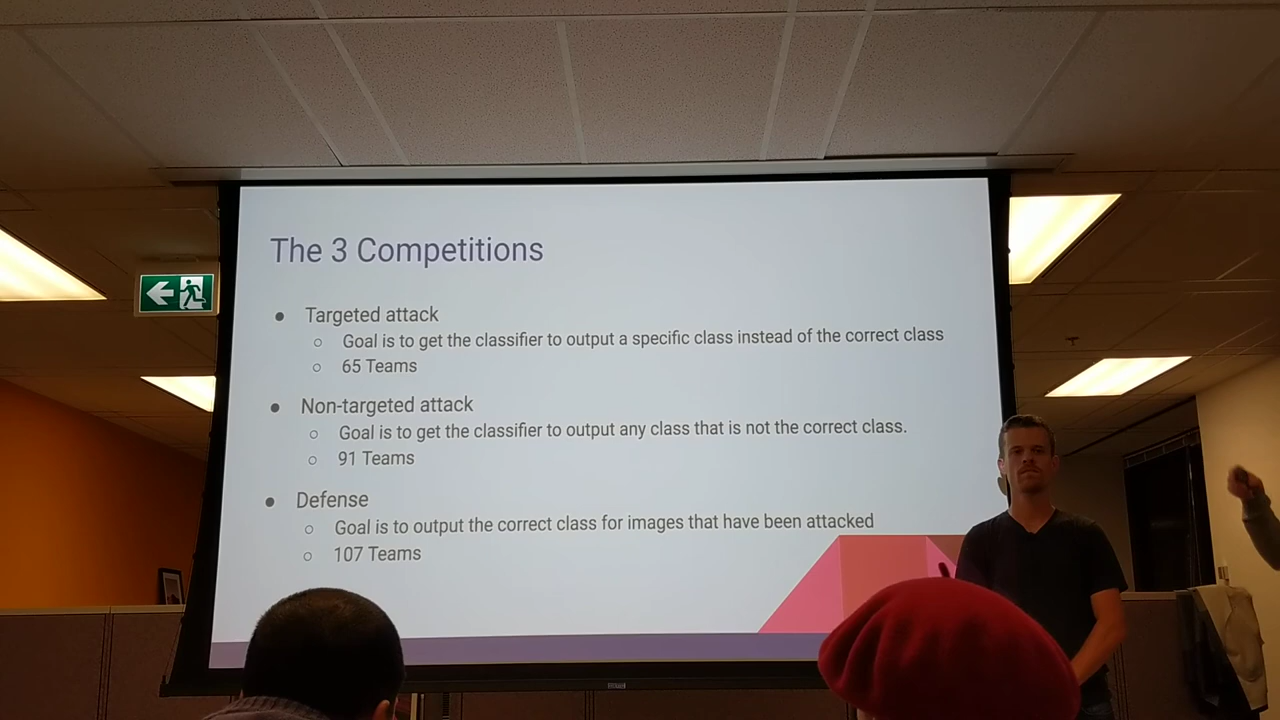 The 3 Competitions
● Targeted attack
○ Goal is to get the classifier to output a specific class instead of the correct class
○ 65 Teams
● Non-targeted attack
○ Goal is to get the classifier to output any class that is not the correct class.
○ 91 Teams
● Defense
○ Goal is to output the correct class for images that have been attacked
○ 107 Teams